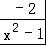 - 2
x² - 1